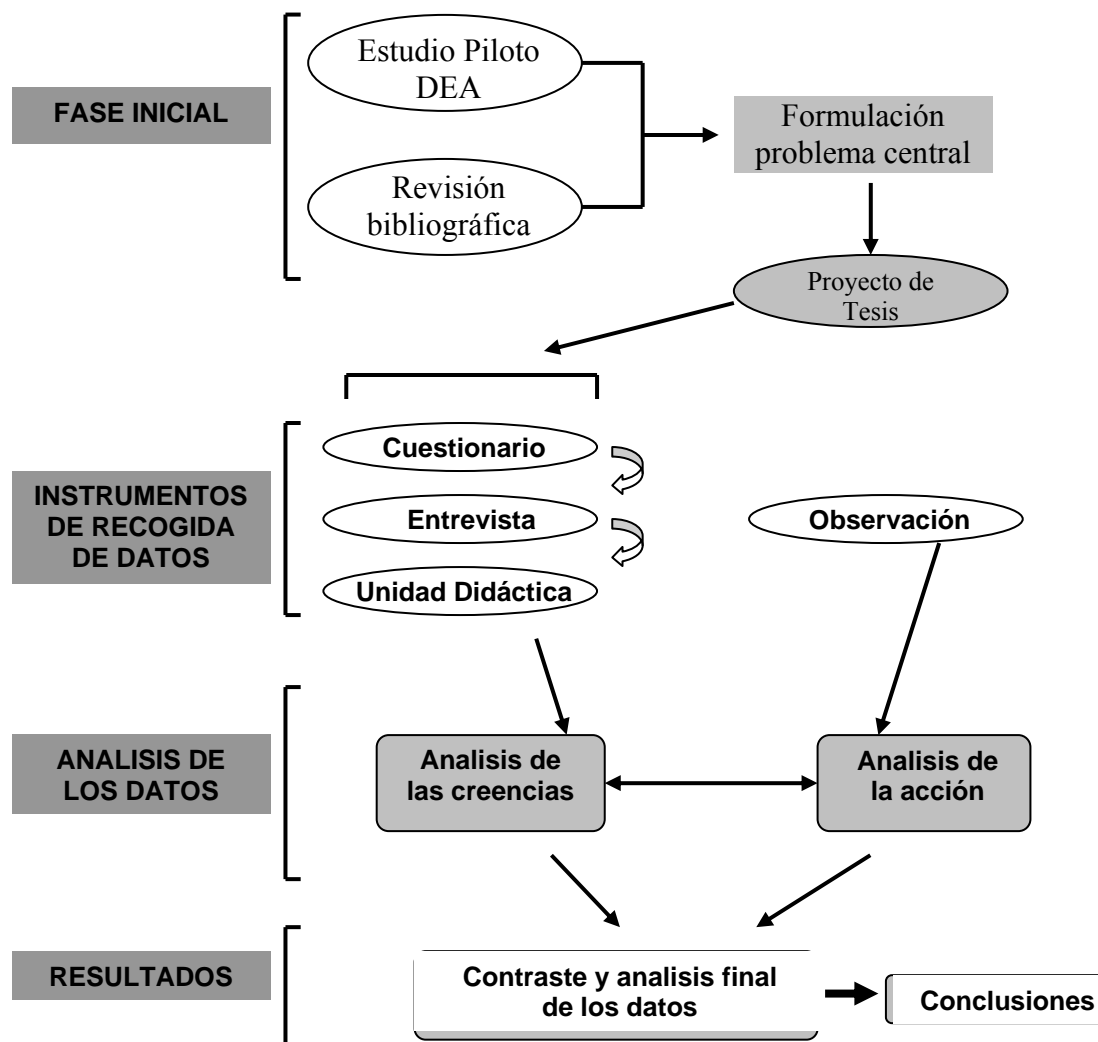 Estudio Piloto
DEA
FASE INICIAL
Formulación
problema central
Revisión
bibliográfica
Proyecto de
Tesis
Cuestionario
INSTRUMENTOS
DE RECOGIDA
DE DATOS
Entrevista
Observación
Unidad Didáctica
ANALISIS DE
LOS DATOS
Analisis de
las creencias
Analisis de
la acción
RESULTADOS
Contraste y analisis final
de los datos
Conclusiones